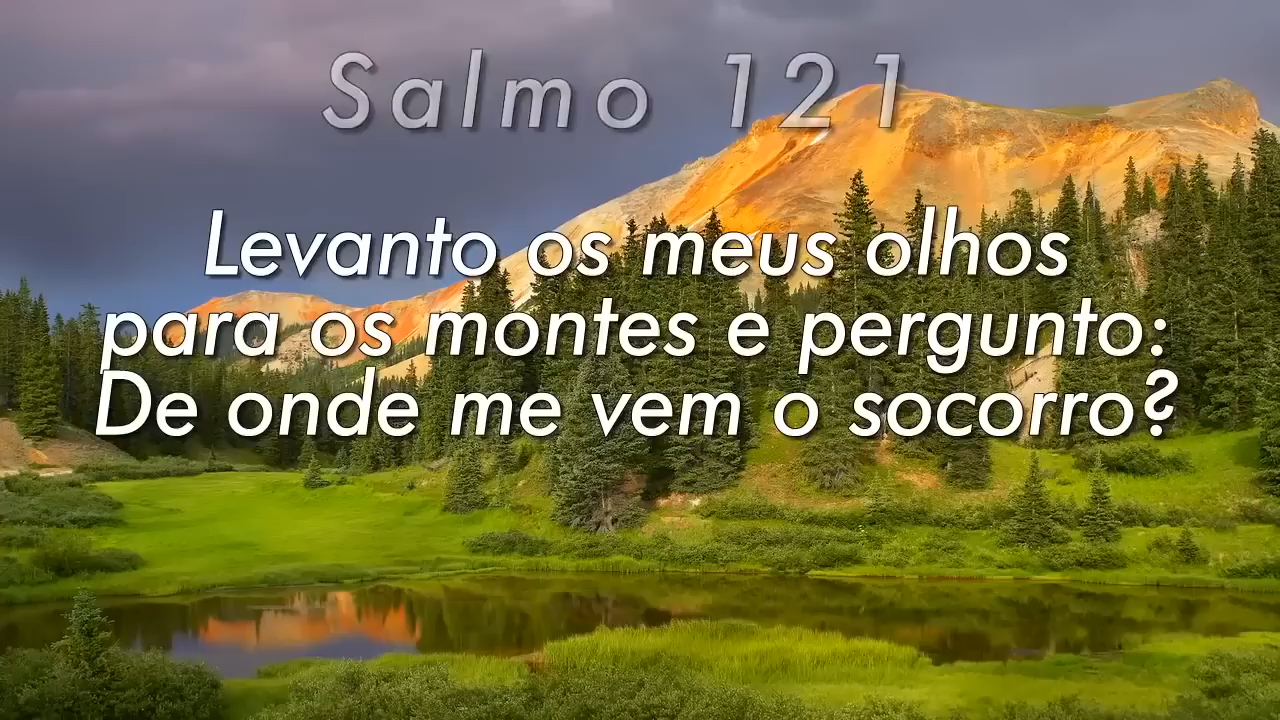 Salmo 121
Levanto os meus olhos
para os montes e pergunto:
De onde me vem o socorro?